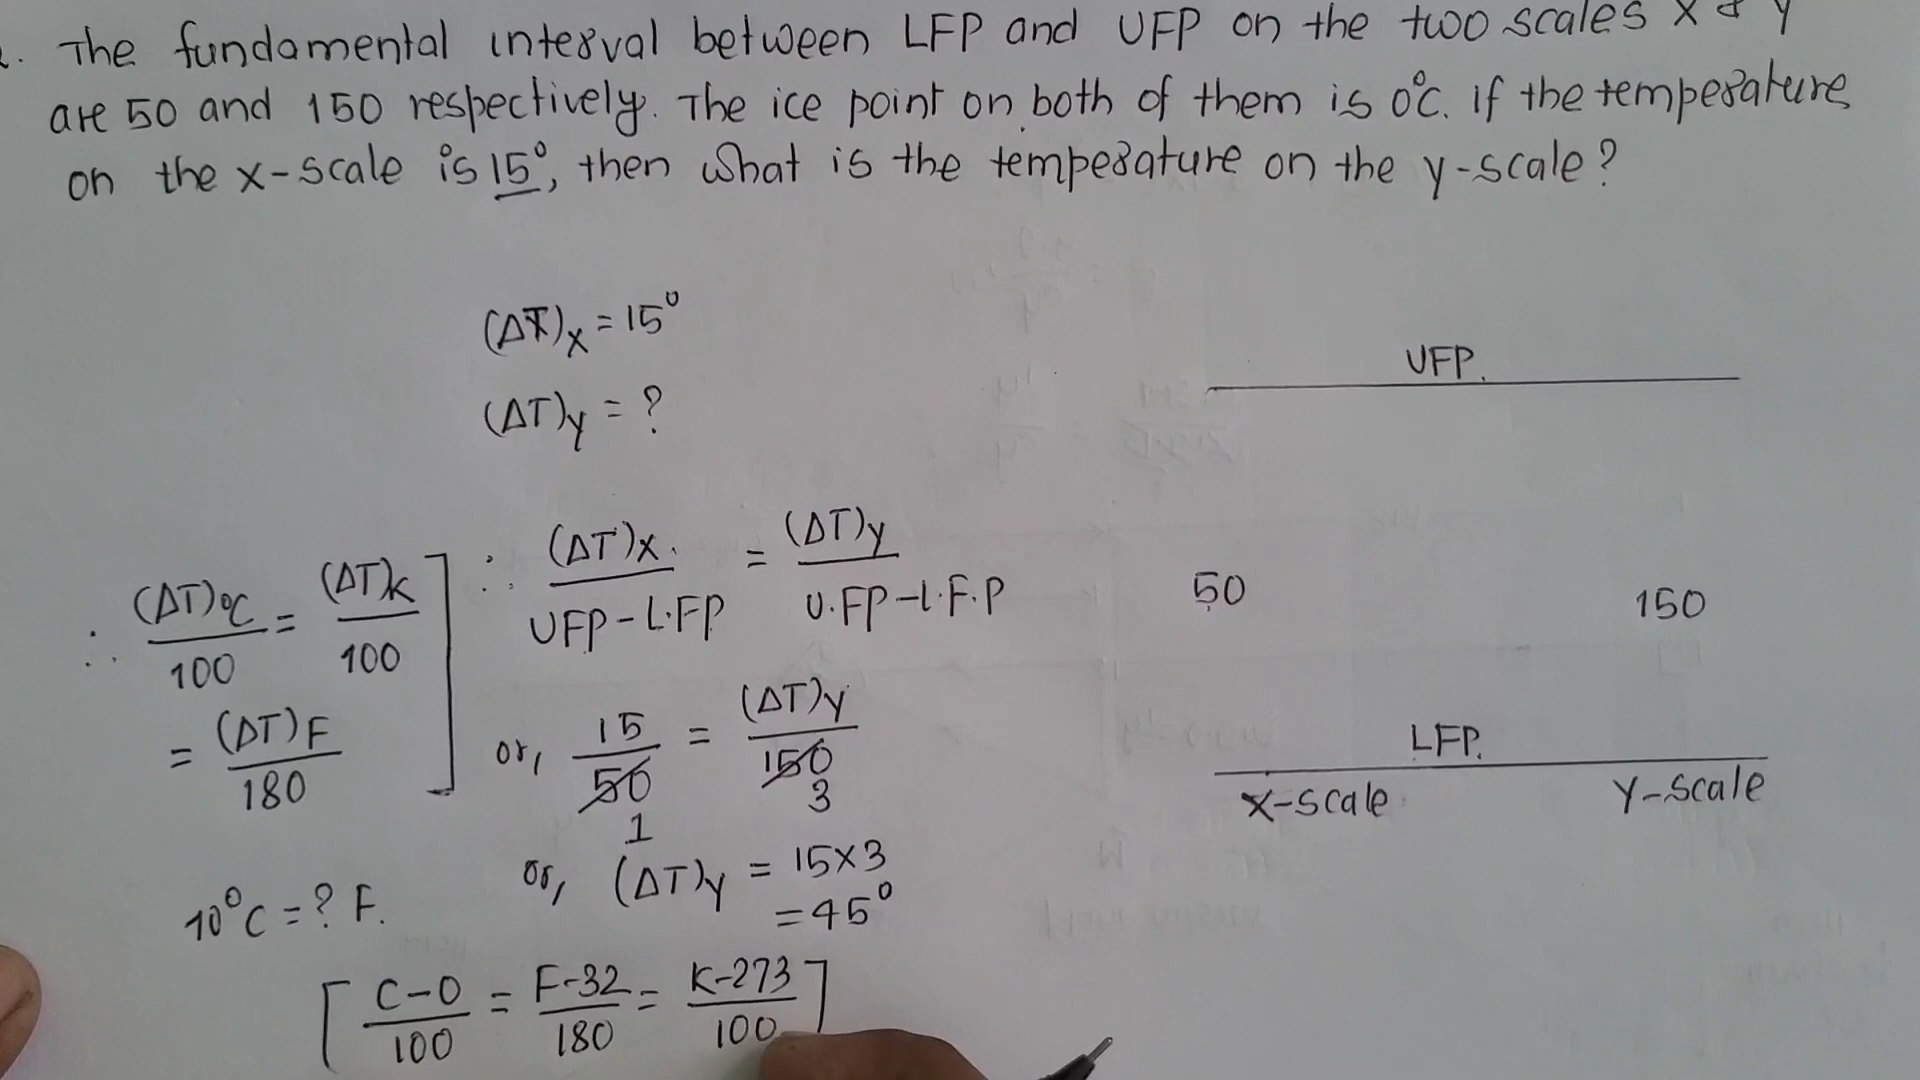 The fundamental interval between LFP and UFP on the two scales X & Y
are 50 and 150 respectively. The ice point on both of them is 0°C. If the temperature
on the x-scale is 15°, then what is the temperature on the y-scale?
(ΔT)x = 15°
(ΔT)y = ?
UFP.
∴ (ΔT)°C / 100 = (ΔT)K / 100
= (ΔT)F / 180
∴ (ΔT)x. / UFP - L.FP = (ΔT)y / U.FP - L.F.P
or, 15 / 50 = (ΔT)y / 150
1 3
or, (ΔT)y = 15x3
= 45°
50 150
LFP.
x-scale Y-scale
10°C = ? F.
[ C-0 / 100 = F-32 / 180 = K-273 / 100 ]